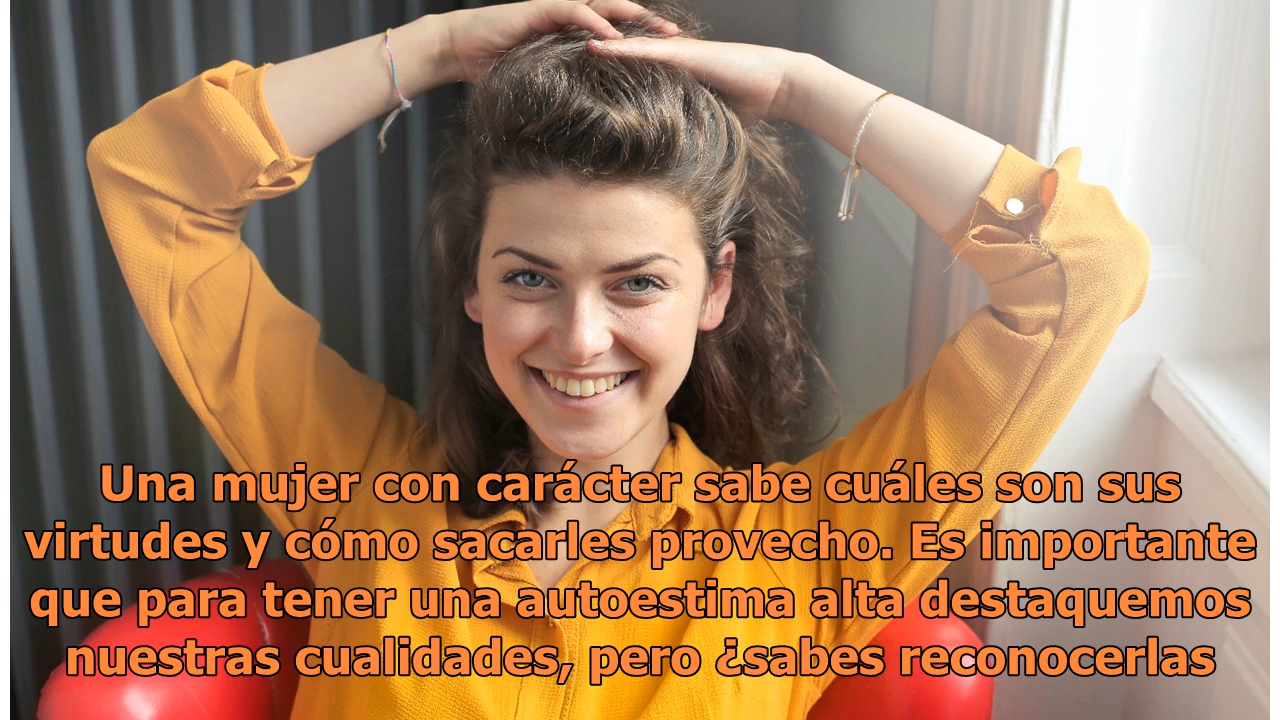 Una mujer con carácter sabe cuáles son sus
virtudes y cómo sacarles provecho. Es importante
que para tener una autoestima alta destaquemos
nuestras cualidades, pero ¿sabes reconocerlas